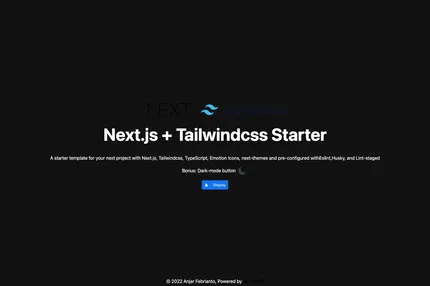 NEXT
Next.js + Tailwindcss Starter
A starter template for your next project with Next.js, Tailwindcss, TypeScript, Emotion Icons, next-themes and pre-configured withEslint,Husky, and Lint-staged
Bonus: Dark-mode button
Deploy
© 2022 Anjar Febrianto, Powered by